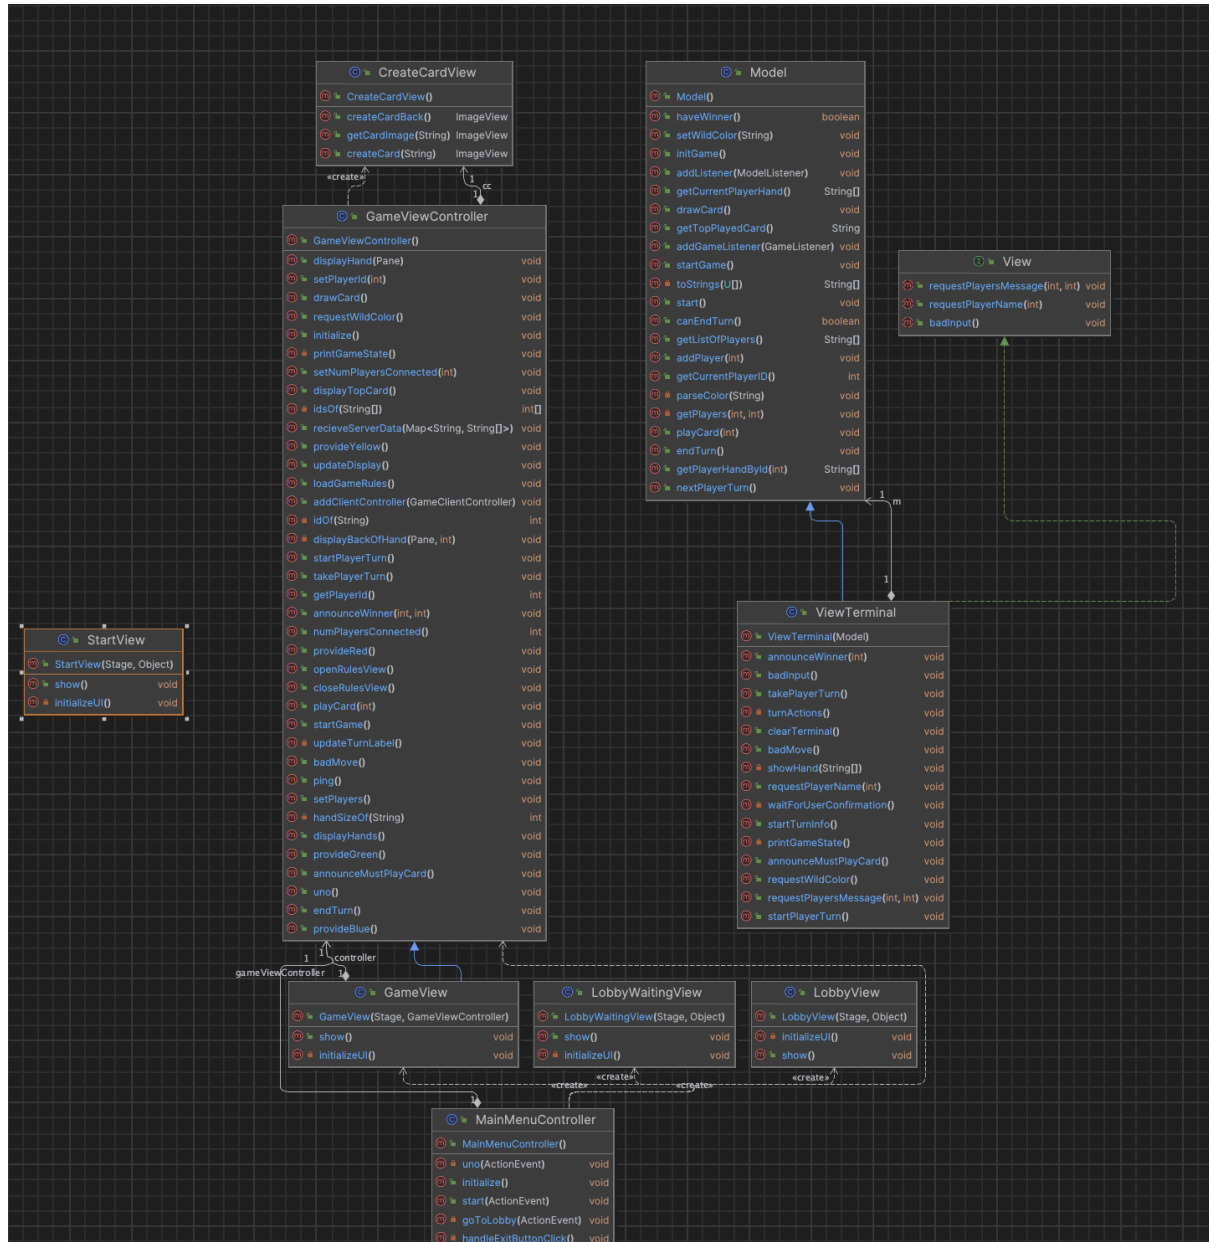 CreateCardView
CreateCardView()
createCardBack() ImageView
getCardImage(String) ImageView
createCard(String) ImageView
«create»
1
cc
1
GameViewController
GameViewController()
displayHand(Pane) void
setPlayerId(int) void
drawCard() void
requestWildColor() void
initialize() void
printGameState() void
setNumPlayersConnected(int) void
displayTopCard() void
idsOf(String[]) int[]
recieveServerData(Map<String, String[]>) void
provideYellow() void
updateDisplay() void
loadGameRules() void
addClientController(GameClientController) void
idOf(String) int
displayBackOfHand(Pane, int) void
startPlayerTurn() void
takePlayerTurn() void
getPlayerId() int
announceWinner(int, int) void
numPlayersConnected() int
provideRed() void
openRulesView() void
closeRulesView() void
playCard(int) void
startGame() void
updateTurnLabel() void
badMove() void
ping() void
setPlayers() void
handSizeOf(String) int
displayHands() void
provideGreen() void
announceMustPlayCard() void
uno() void
endTurn() void
provideBlue() void
Model
Model()
haveWinner() boolean
setWildColor(String) void
initGame() void
addListener(ModelListener) void
getCurrentPlayerHand() String[]
drawCard() void
getTopPlayedCard() String
addGameListener(GameListener) void
startGame() void
toStrings(U[]) String[]
start() void
canEndTurn() boolean
getListOfPlayers() String[]
addPlayer(int) void
getCurrentPlayerID() int
parseColor(String) void
getPlayers(int, int) void
playCard(int) void
endTurn() void
getPlayerHandById(int) String[]
nextPlayerTurn() void
1
m
1
View
requestPlayersMessage(int, int) void
requestPlayerName(int) void
badInput() void
ViewTerminal
ViewTerminal(Model)
announceWinner(int) void
badInput() void
takePlayerTurn() void
turnActions() void
clearTerminal() void
badMove() void
showHand(String[]) void
requestPlayerName(int) void
waitForUserConfirmation() void
startTurnInfo() void
printGameState() void
announceMustPlayCard() void
requestWildColor() void
requestPlayersMessage(int, int) void
startPlayerTurn() void
StartView
StartView(Stage, Object)
show() void
initializeUI() void
1
1
controller
gameViewController
1
GameView
GameView(Stage, GameViewController)
show() void
initializeUI() void
LobbyWaitingView
LobbyWaitingView(Stage, Object)
show() void
initializeUI() void
LobbyView
LobbyView(Stage, Object)
initializeUI() void
show() void
«create»
«create»
«create»
«create»
1
MainMenuController
MainMenuController()
uno(ActionEvent) void
initialize() void
start(ActionEvent) void
goToLobby(ActionEvent) void
handleExitButtonClick() void